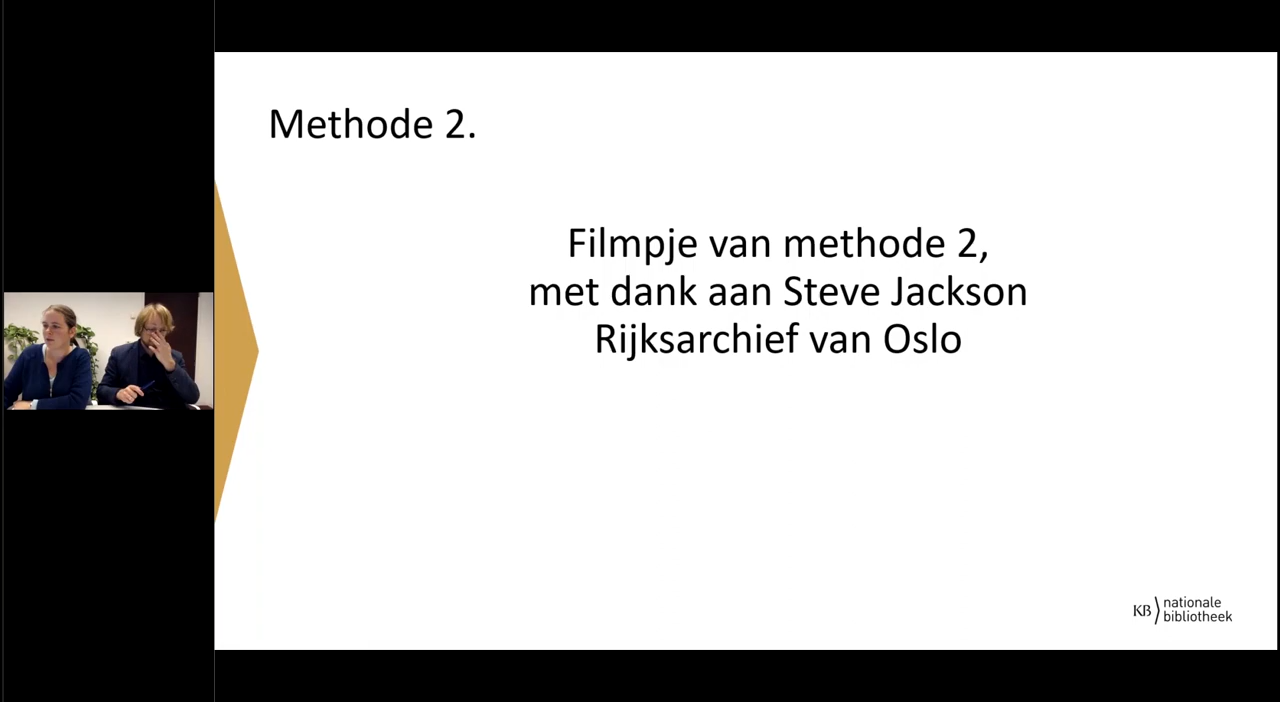 Methode 2.
Filmpje van methode 2,
met dank aan Steve Jackson
Rijksarchief van Oslo
KB nationale
bibliotheek